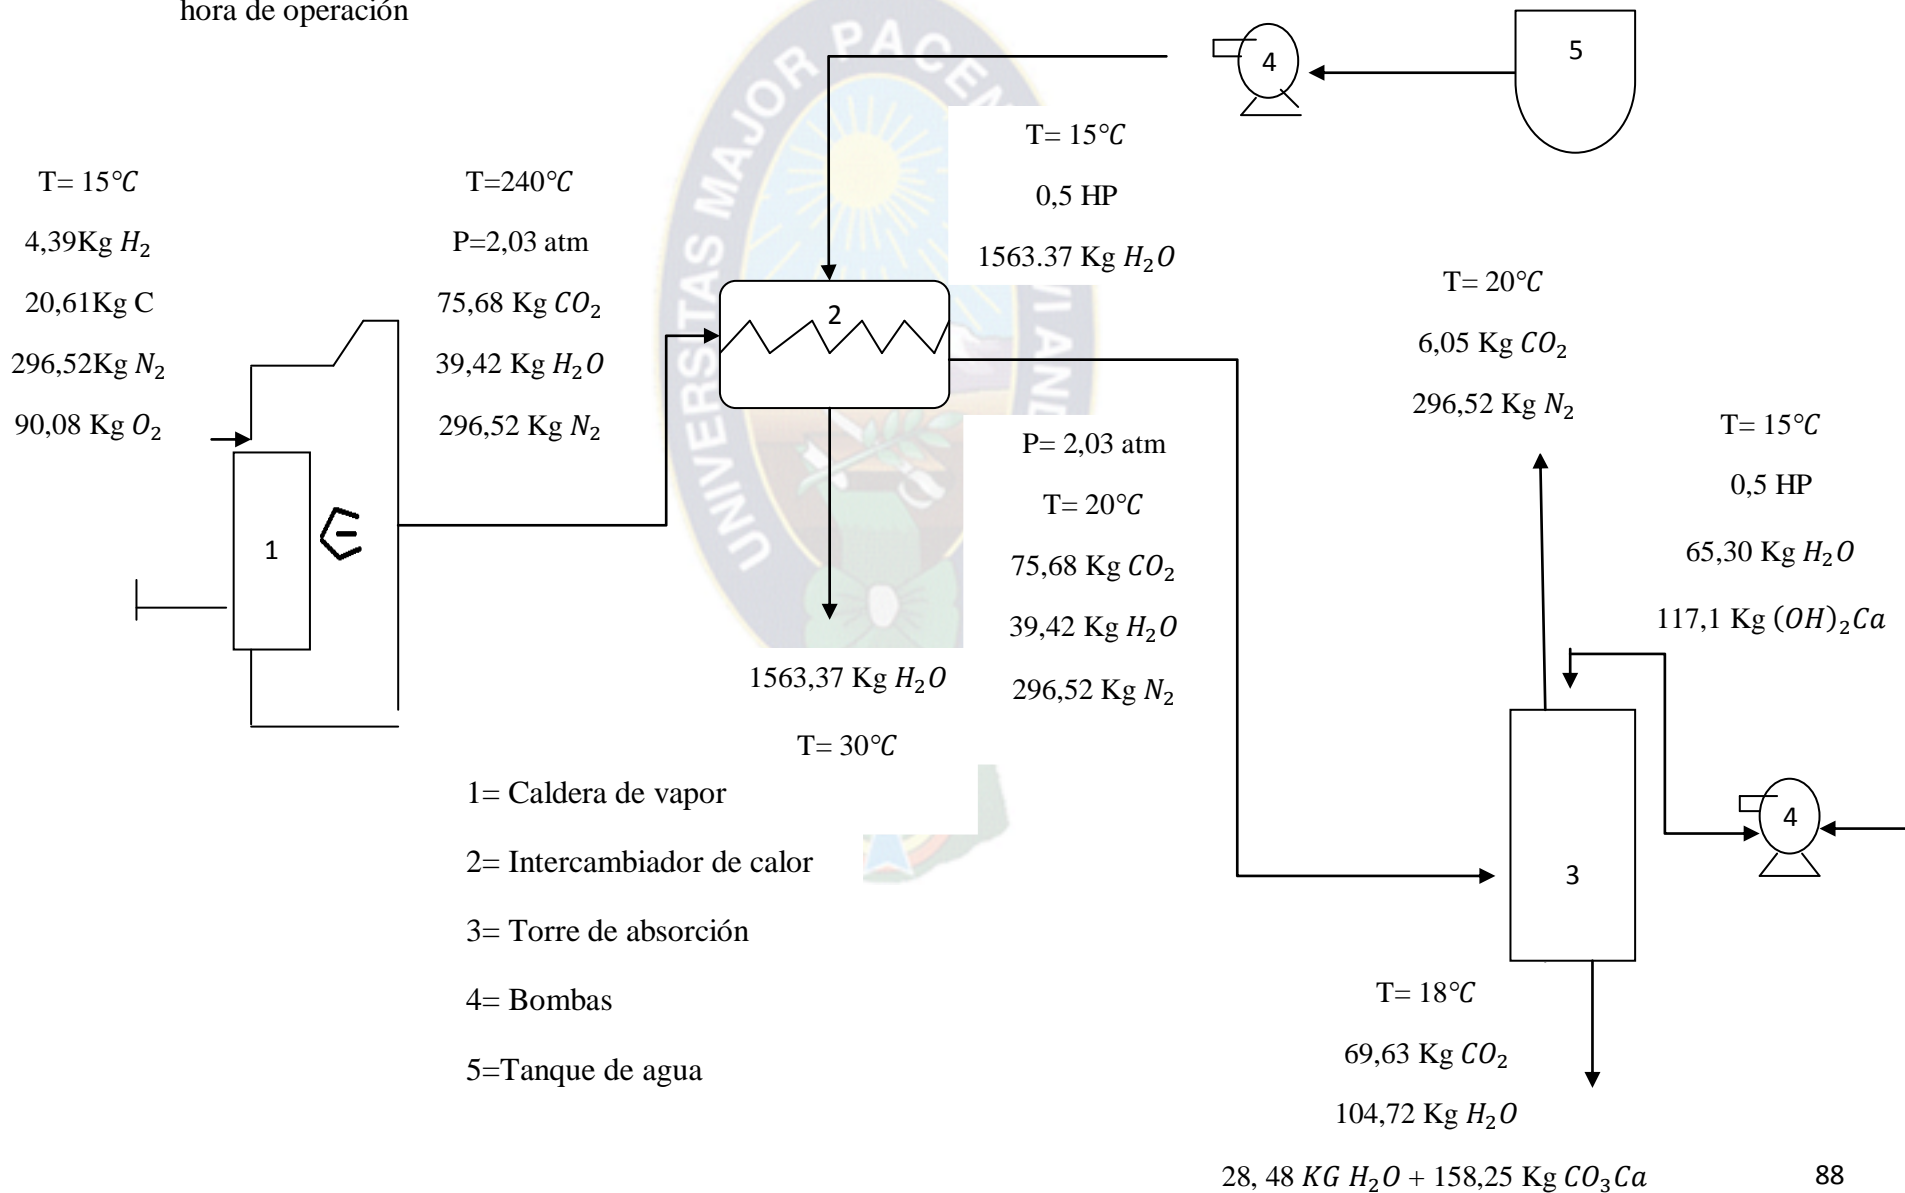 hora de operación
4
5
T= 15°C
0,5 HP
1563.37 Kg H₂O
T= 15°C
4,39Kg H₂
20,61Kg C
296,52Kg N₂
90,08 Kg O₂
T=240°C
P=2,03 atm
75,68 Kg CO₂
39,42 Kg H₂O
296,52 Kg N₂
UNIVERSITAS MAJOR PACEN
VI AND
2
1
T= 20°C
6,05 Kg CO₂
296,52 Kg N₂
P= 2,03 atm
T= 20°C
75,68 Kg CO₂
39,42 Kg H₂O
296,52 Kg N₂
T= 15°C
0,5 HP
65,30 Kg H₂O
117,1 Kg (OH)₂Ca
1563,37 Kg H₂O
T= 30°C
4
3
1= Caldera de vapor
2= Intercambiador de calor
3= Torre de absorción
4= Bombas
5=Tanque de agua
T= 18°C
69,63 Kg CO₂
104,72 Kg H₂O
28, 48 KG H₂O + 158,25 Kg CO₃Ca
88